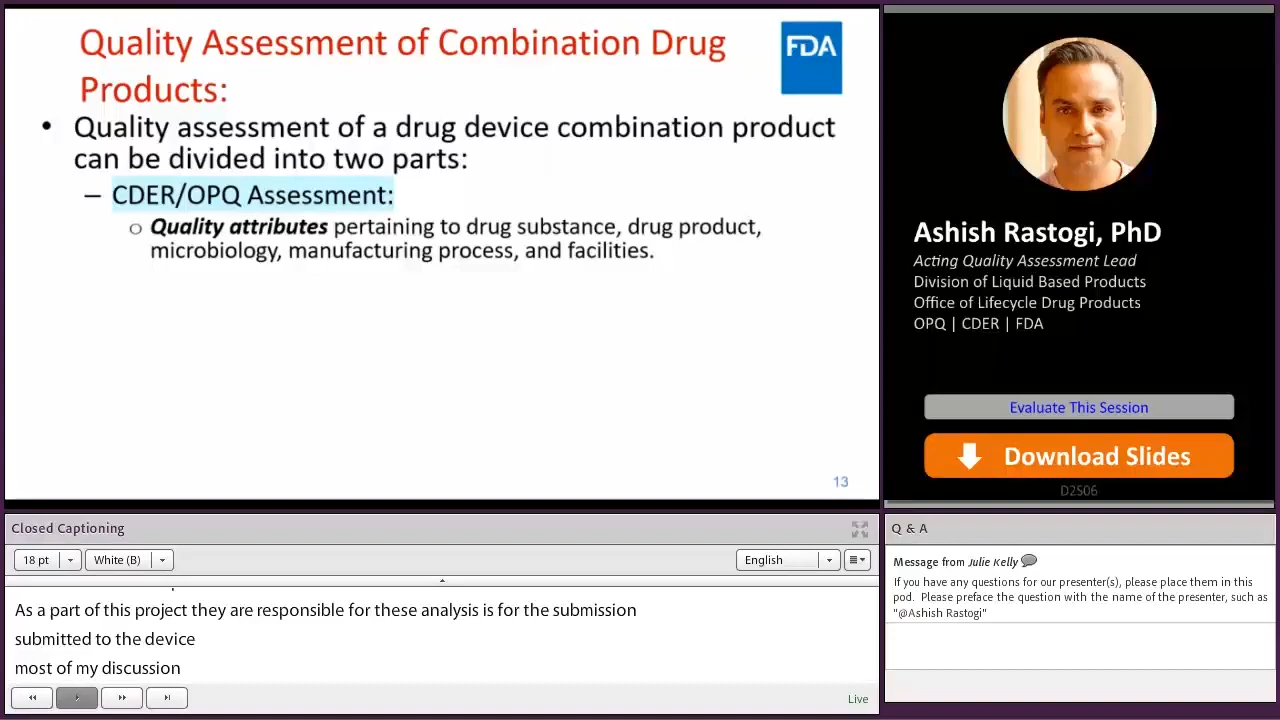 Quality Assessment of Combination Drug
Products:
FDA
• Quality assessment of a drug device combination product
can be divided into two parts:
– CDER/OPQ Assessment:
o Quality attributes pertaining to drug substance, drug product,
microbiology, manufacturing process, and facilities.
13
Ashish Rastogi, PhD
Acting Quality Assessment Lead
Division of Liquid Based Products
Office of Lifecycle Drug Products
OPQ | CDER | FDA
Evaluate This Session
Download Slides
D2S06
Closed Captioning
18 pt
White (B)
English
As a part of this project they are responsible for these analysis is for the submission
submitted to the device
most of my discussion
Live
Q & A
Message from Julie Kelly
If you have any questions for our presenter(s), please place them in this
pod. Please preface the question with the name of the presenter, such as
"@Ashish Rastogi"